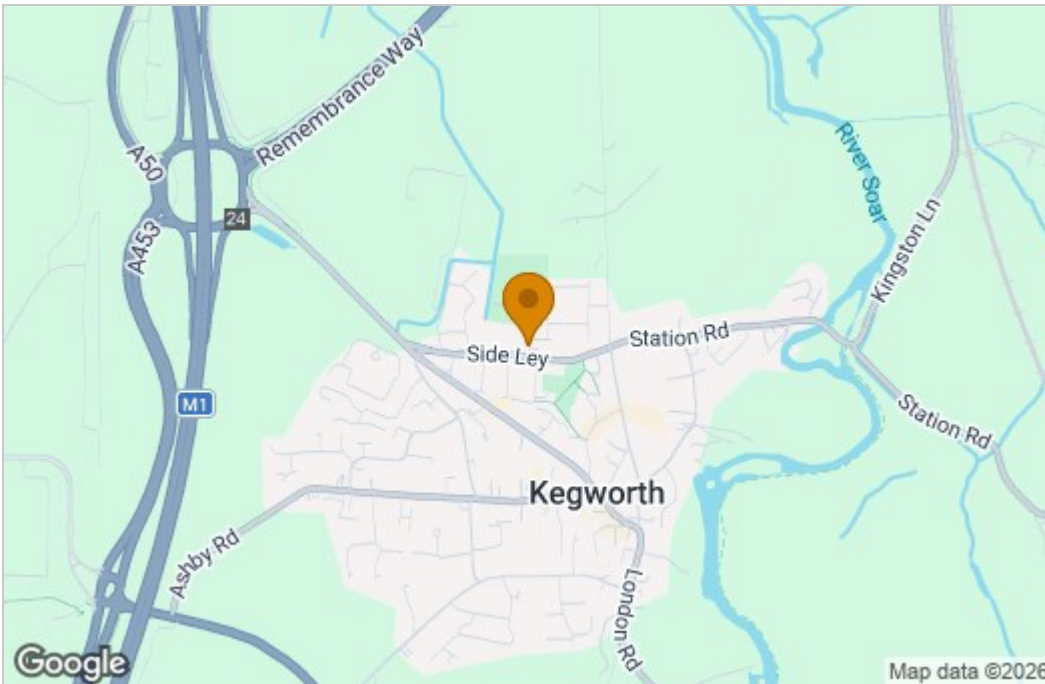 Remembrance Way
A50
24
A453
River Soar
Kingston Ln
Side Ley
Station Rd
M1
Station Rd
Kegworth
Ashby Rd
London Rd
Google
Map data ©2026